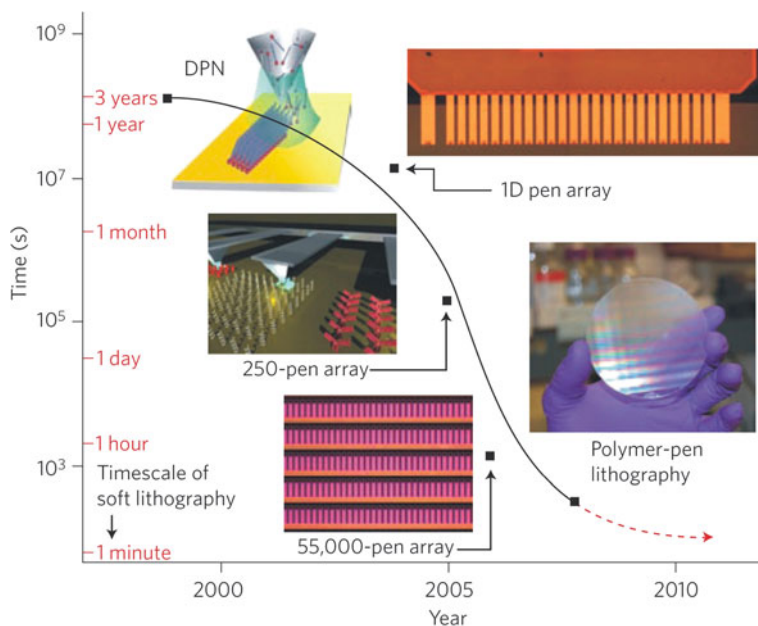 10⁹
DPN
3 years
1 year
10⁷
1D pen array
1 month
Time (s)
10⁵
1 day
250-pen array
1 hour
10³
Polymer-pen
lithography
Timescale of
soft lithography
1 minute
55,000-pen array
2000
2005
2010
Year